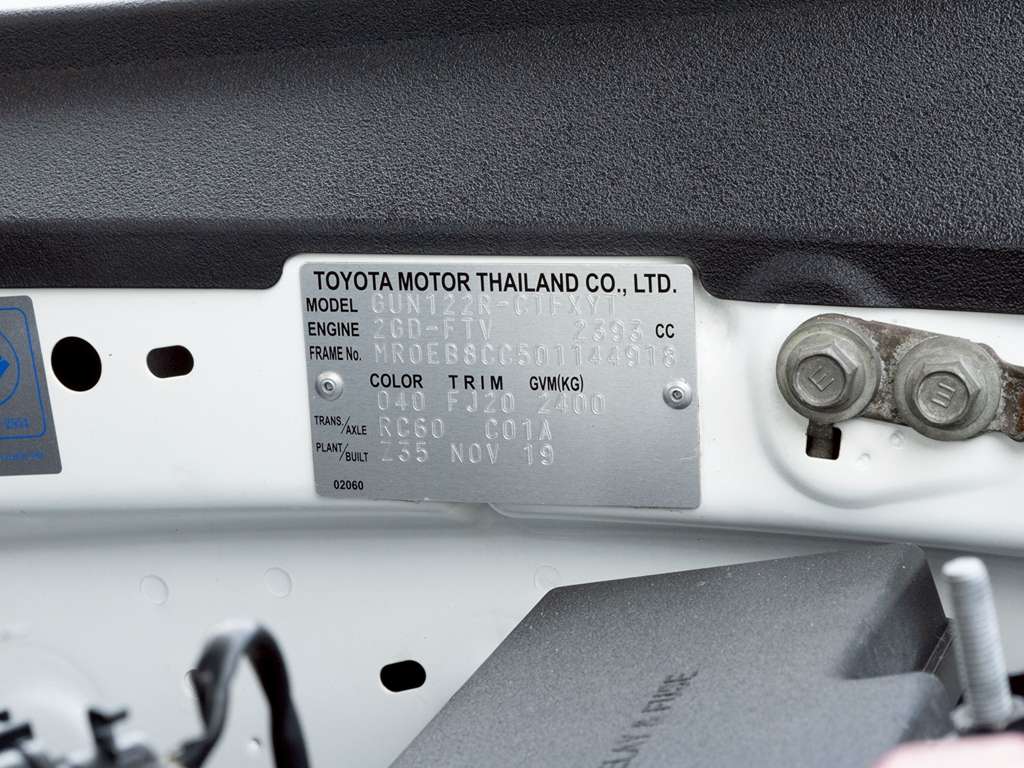 TOYOTA MOTOR THAILAND CO., LTD.
MODEL GUN122R-CTFXYT
ENGINE 2GD-FTV 2393 CC
FRAME No. MR0EB8CC501144918
COLOR TRIM GVM(KG)
040 FJ20 2400
TRANS./AXLE RC60 C01A
PLANT/BUILT Z35 NOV 19
02060
E E
& FUSE